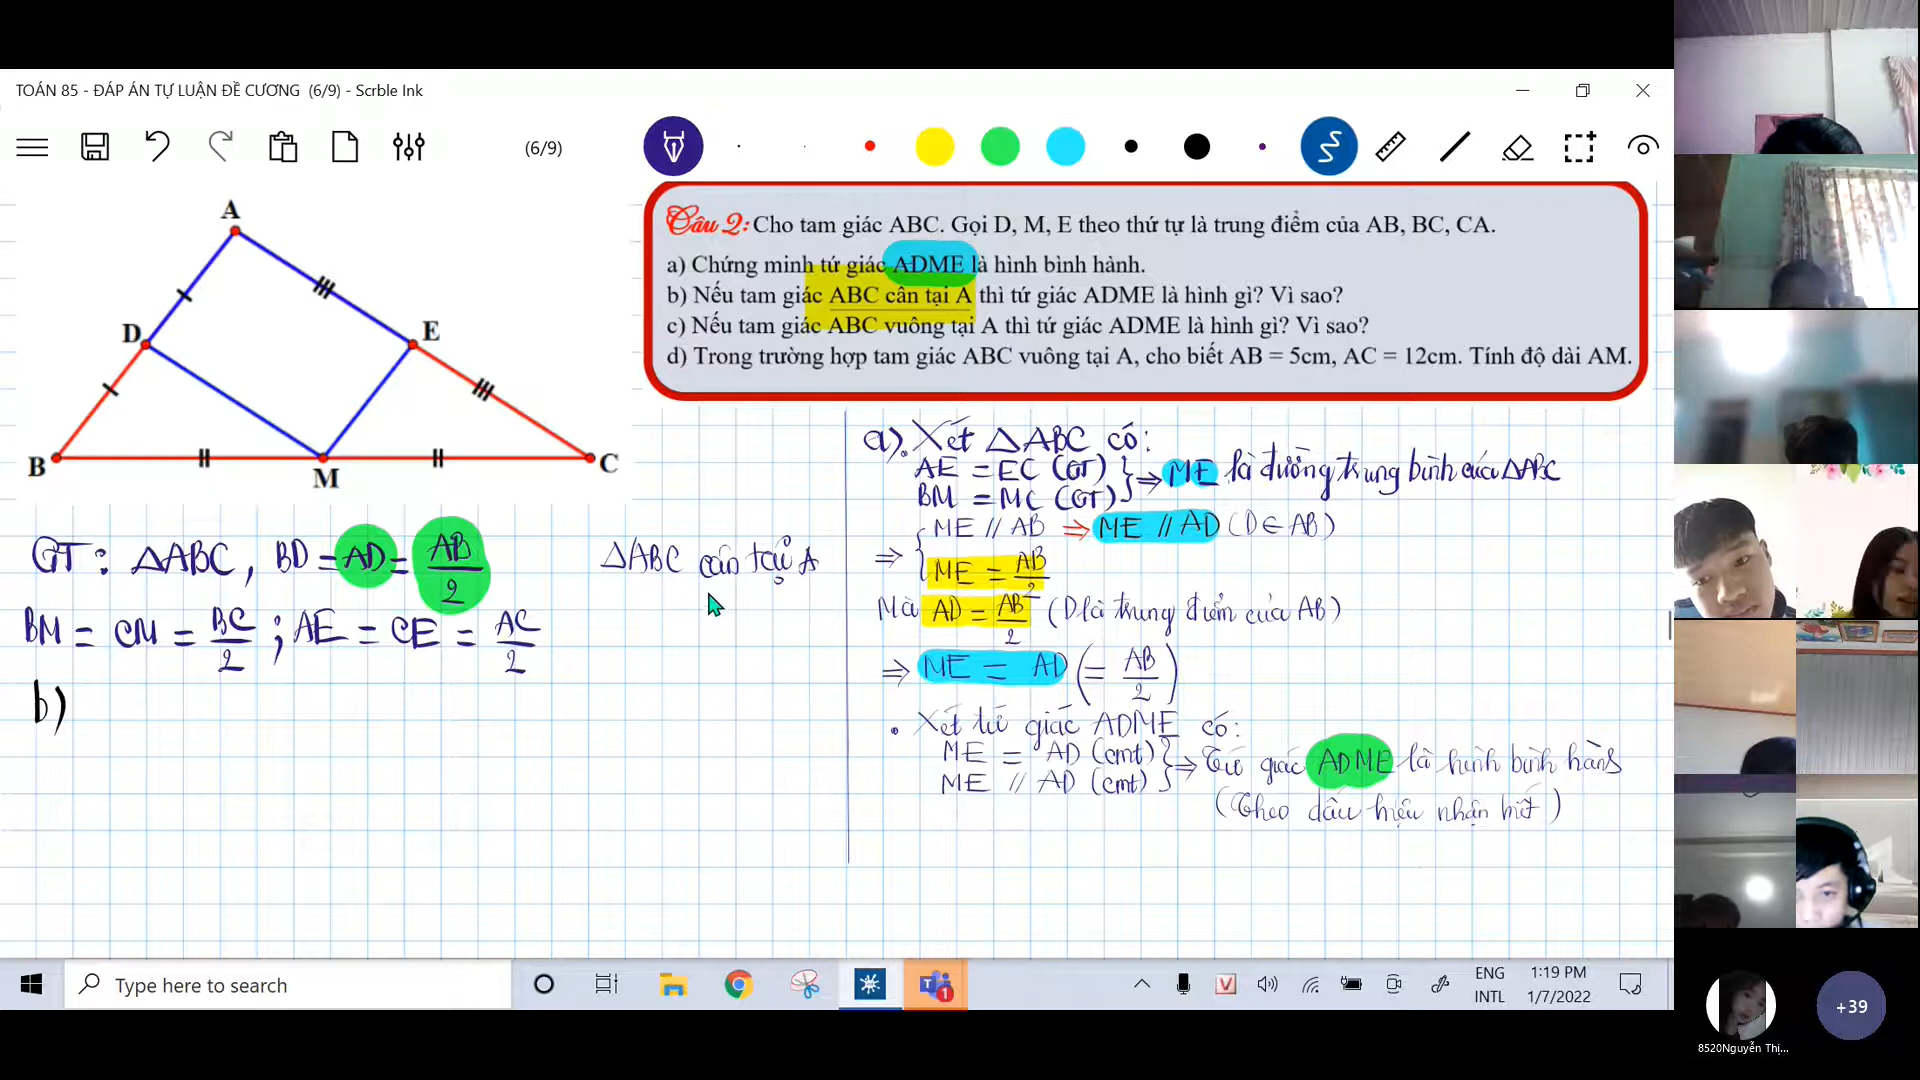 TOÁN 85 - ĐÁP ÁN TỰ LUẬN ĐỀ CƯƠNG (6/9) - Scrble Ink
(6/9)
Câu 2: Cho tam giác ABC. Gọi D, M, E theo thứ tự là trung điểm của AB, BC, CA.
a) Chứng minh tứ giác ADME là hình bình hành.
b) Nếu tam giác ABC cân tại A thì tứ giác ADME là hình gì? Vì sao?
c) Nếu tam giác ABC vuông tại A thì tứ giác ADME là hình gì? Vì sao?
d) Trong trường hợp tam giác ABC vuông tại A, cho biết AB = 5cm, AC = 12cm. Tính độ dài AM.
A
D
E
B
M
C
GT: ΔABC, BD = AD = AB/2
BM = CM = BC/2 ; AE = CE = AC/2
b)
ΔABC cân tại A
a). Xét ΔABC có:
AE = EC (GT) } ⇒ ME là đường trung bình của ΔABC
BM = MC (GT)
⇒ { ME // AB ⇒ ME // AD (D ∈ AB)
ME = AB/2
Mà AD = AB/2 (D là trung điểm của AB)
⇒ ME = AD (= AB/2)
• Xét tứ giác ADME có:
ME = AD (cmt) } ⇒ Tứ giác ADME là hình bình hành
ME // AD (cmt)
(Theo dấu hiệu nhận biết)
Type here to search
1
V
ENG
INTL
1:19 PM
1/7/2022
+39
8520Nguyễn Thị...